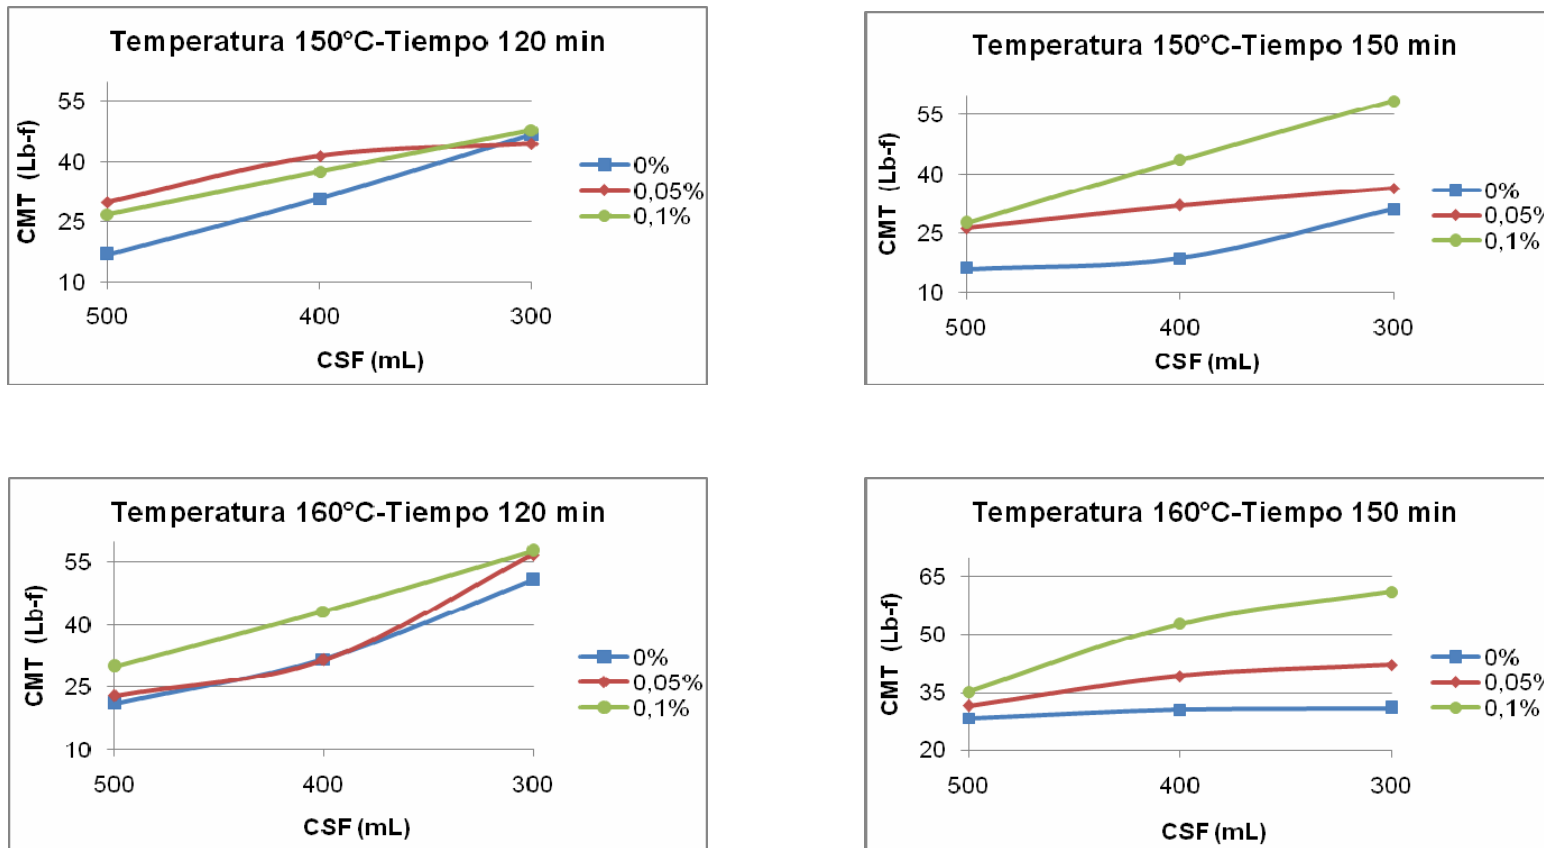 Temperatura 150°C-Tiempo 120 min
55
40
25
10
CMT (Lb-f)
500 400 300
CSF (mL)
0%
0,05%
0,1%
Temperatura 150°C-Tiempo 150 min
55
40
25
10
CMT (Lb-f)
500 400 300
CSF (mL)
0%
0,05%
0,1%
Temperatura 160°C-Tiempo 120 min
55
40
25
10
CMT (Lb-f)
500 400 300
CSF (mL)
0%
0,05%
0,1%
Temperatura 160°C-Tiempo 150 min
65
50
35
20
CMT (Lb-f)
500 400 300
CSF (mL)
0%
0,05%
0,1%